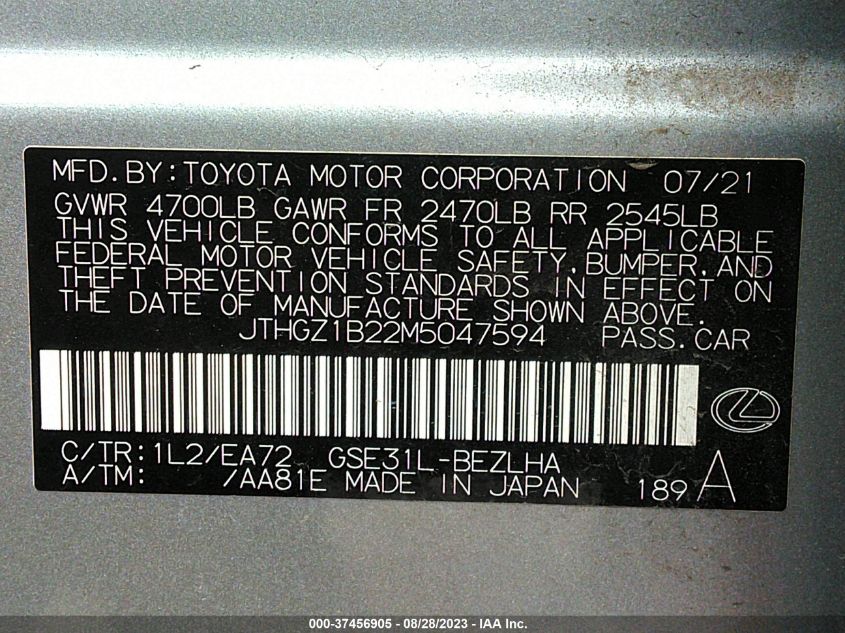 MFD.BY:TOYOTA MOTOR CORPORATION 07/21
GVWR 4700LB GAWR FR 2470LB RR 2545LB
THIS VEHICLE CONFORMS TO ALL APPLICABLE
FEDERAL MOTOR VEHICLE SAFETY,BUMPER,AND
THEFT PREVENTION STANDARDS IN EFFECT ON
THE DATE OF MANUFACTURE SHOWN ABOVE.
JTHGZ1B22M5047594 PASS.CAR
C/TR:1L2/EA72 GSE31L-BEZLHA
A/TM: /AA81E MADE IN JAPAN 189 A
000-37456905 - 08/28/2023 - IAA Inc.